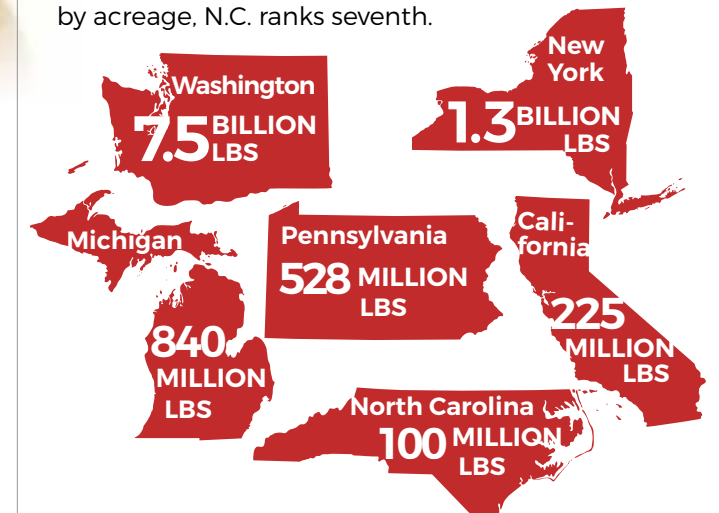 by acreage, N.C. ranks seventh.
Washington
7.5 BILLION
LBS
New
York
1.3 BILLION
LBS
Michigan
840
MILLION
LBS
Pennsylvania
528 MILLION
LBS
Cali-
fornia
225
MILLION
LBS
North Carolina
100 MILLION
LBS